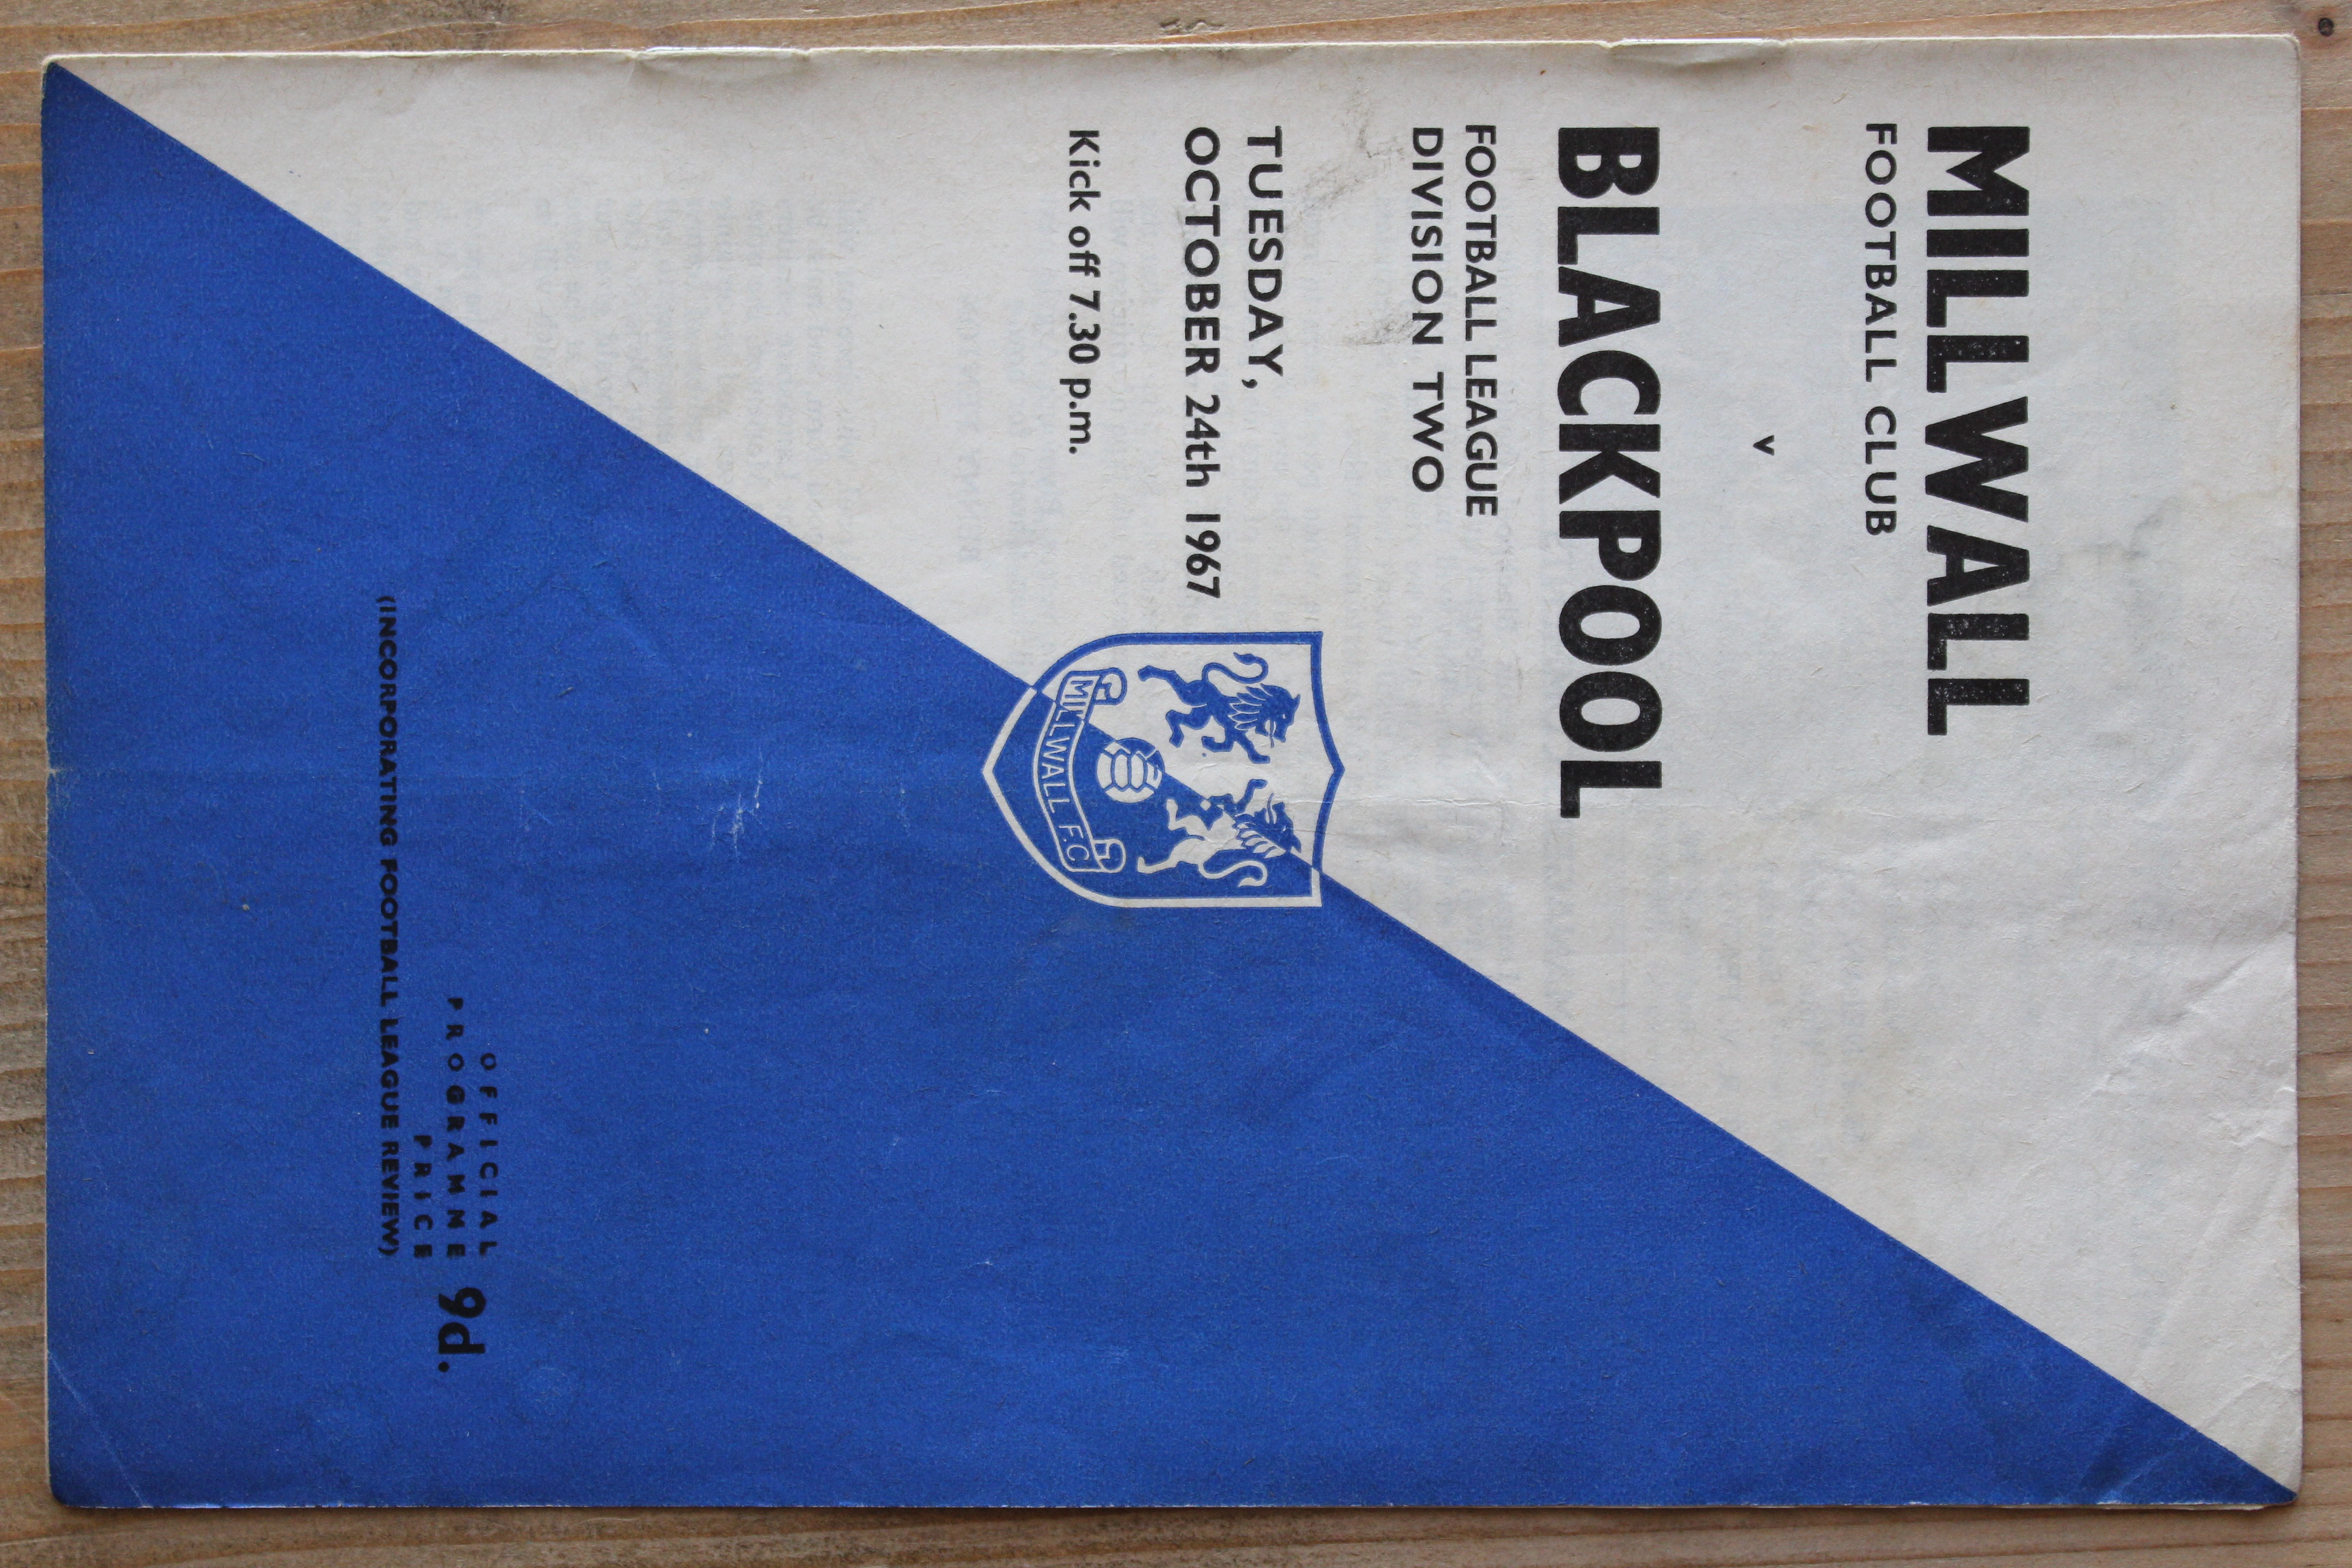 MILLWALL
FOOTBALL CLUB
v
BLACKPOOL
FOOTBALL LEAGUE
DIVISION TWO
TUESDAY,
OCTOBER 24th 1967
Kick off 7.30 p.m.
MILLWALL F.C
OFFICIAL
PROGRAMME 9d.
PRICE
(INCORPORATING FOOTBALL LEAGUE REVIEW)